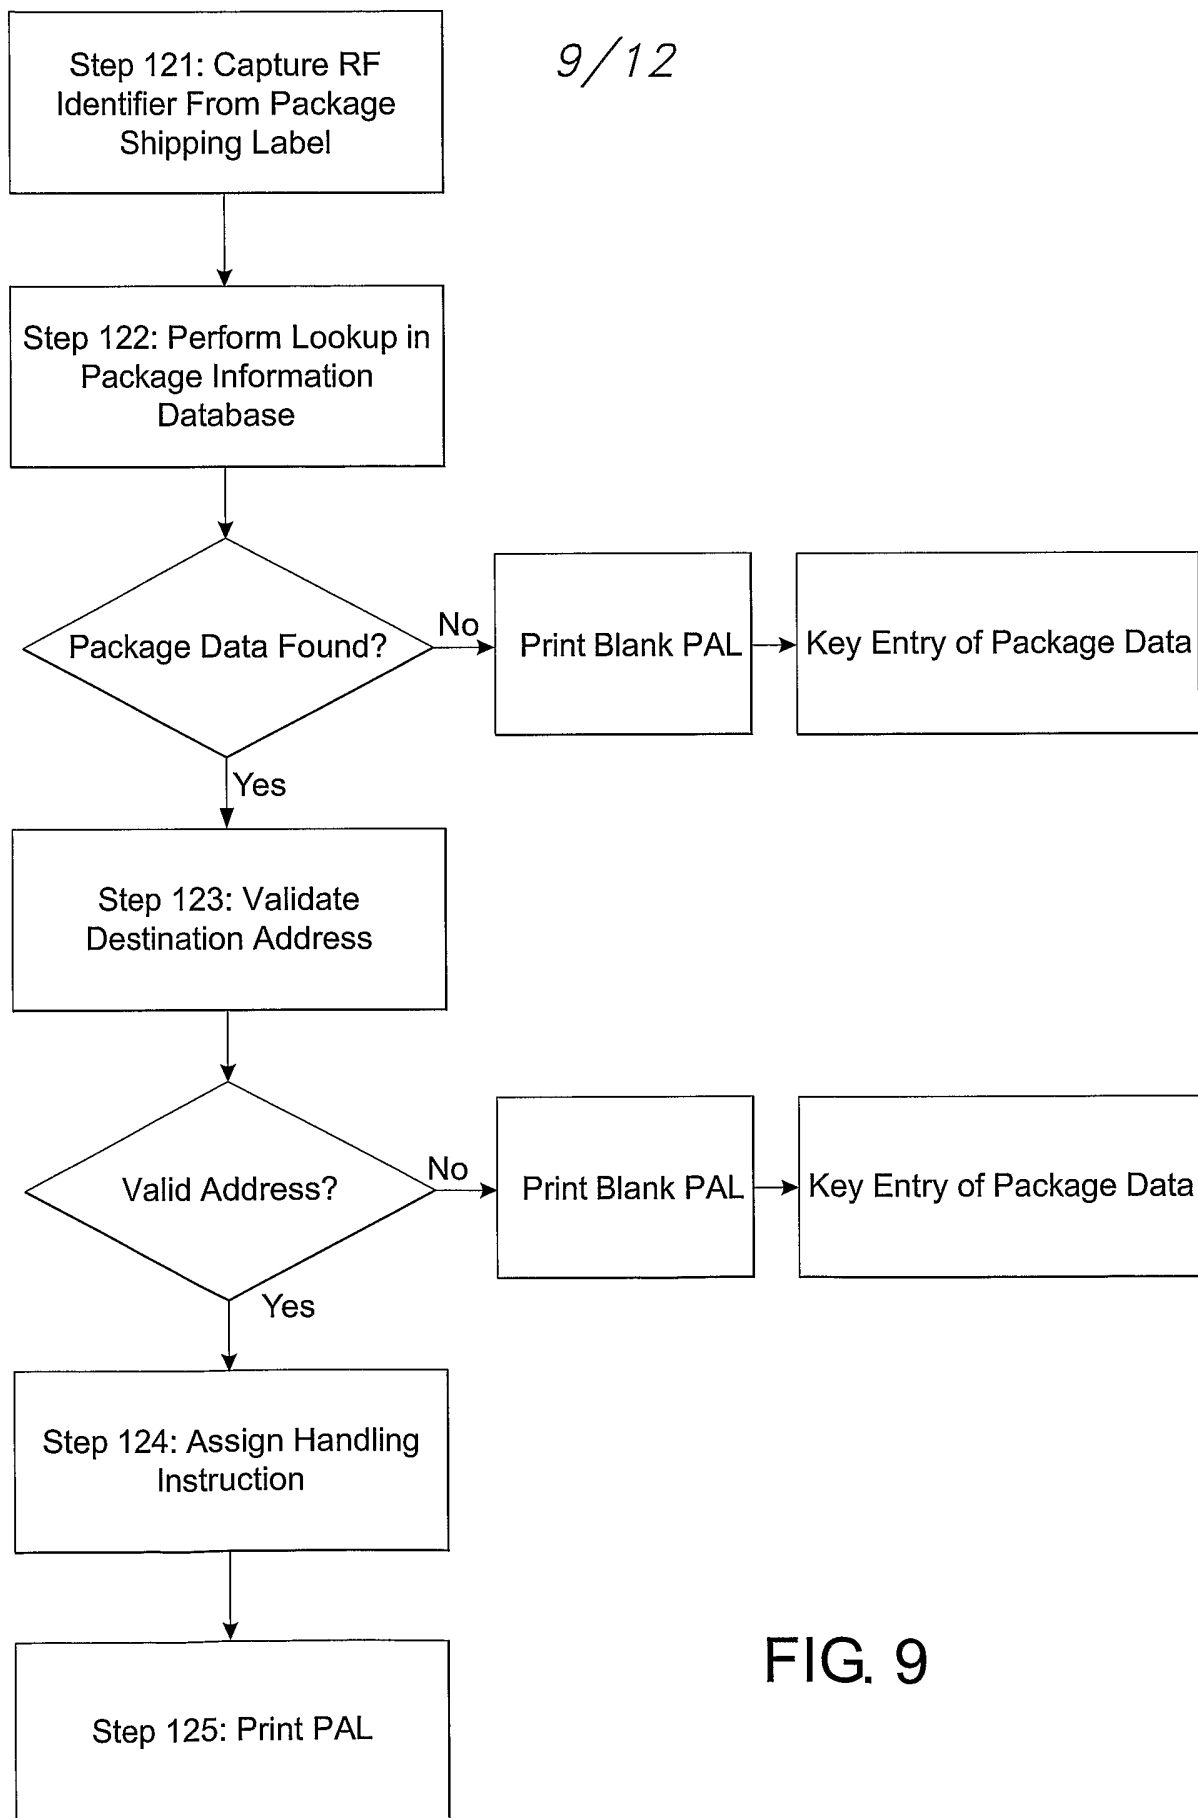 9/12
Step 121: Capture RF
Identifier From Package
Shipping Label
Step 122: Perform Lookup in
Package Information
Database
Package Data Found?
No
Print Blank PAL
Key Entry of Package Data
Yes
Step 123: Validate
Destination Address
Valid Address?
No
Print Blank PAL
Key Entry of Package Data
Yes
Step 124: Assign Handling
Instruction
Step 125: Print PAL
FIG. 9